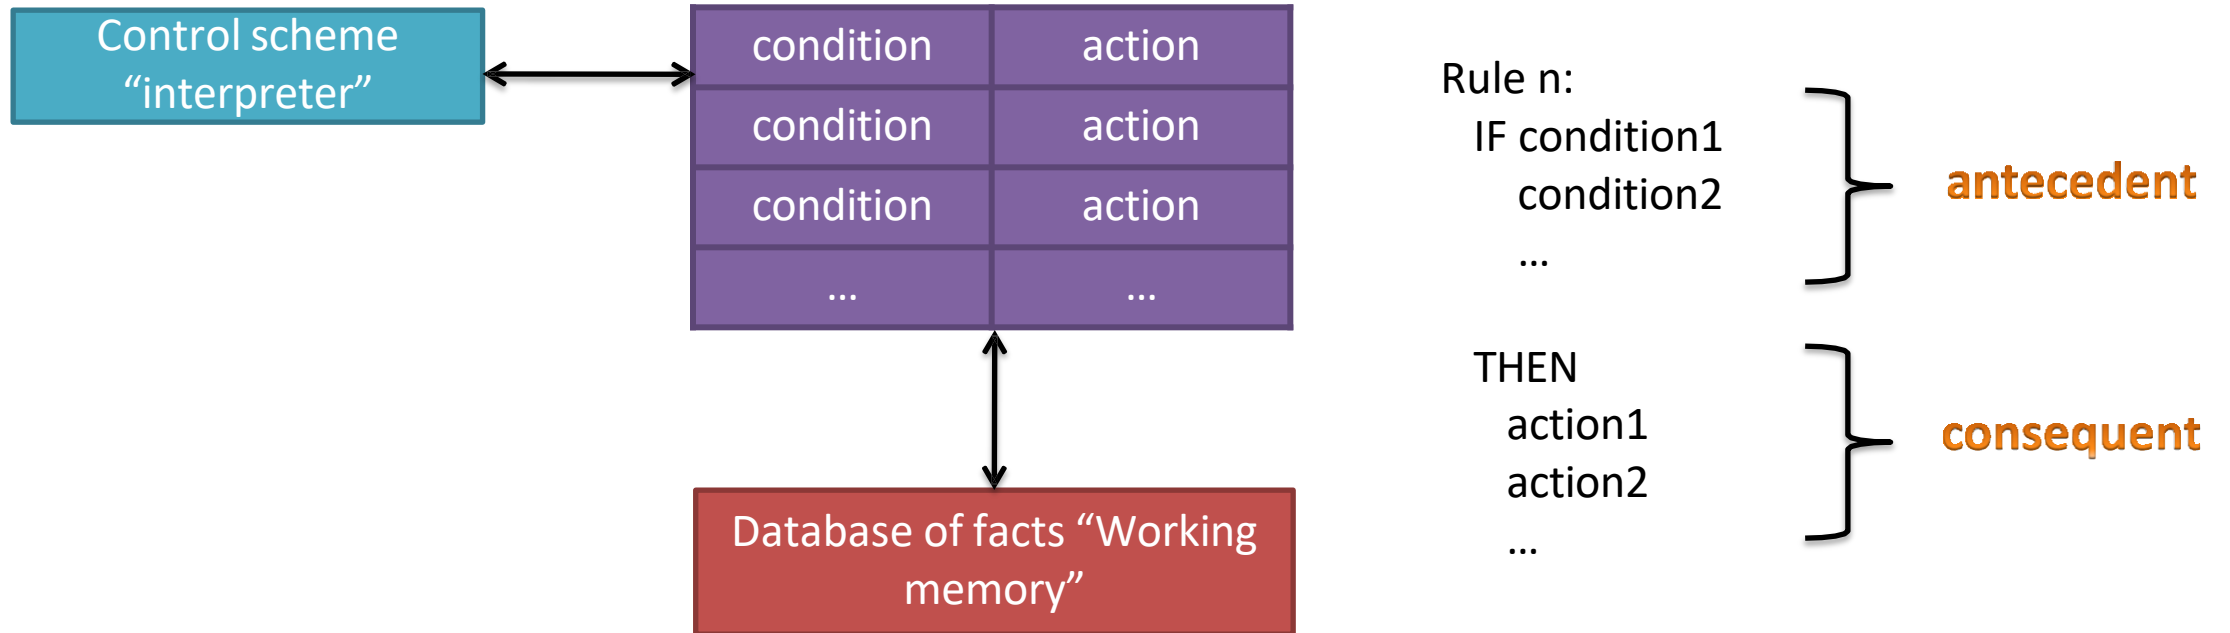 Control scheme
“interpreter”
condition action
condition action
condition action
... ...
Database of facts “Working
memory”
Rule n:
IF condition1
condition2
...
antecedent
THEN
action1
action2
...
consequent